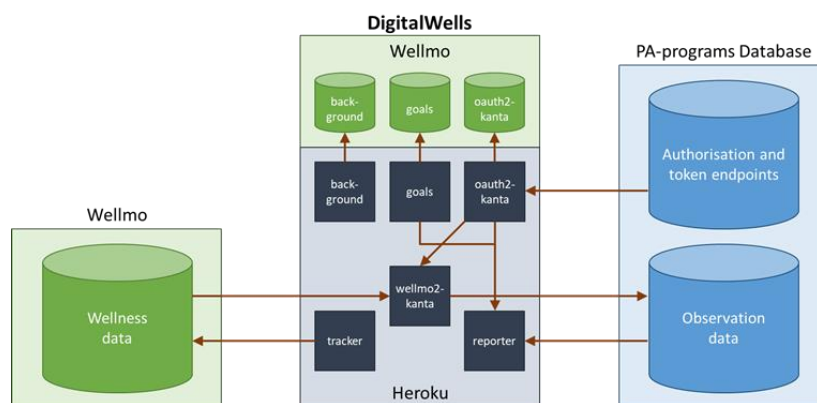 DigitalWells
Wellmo
PA-programs Database
back-
ground
goals
oauth2-
kanta
Authorisation and
token endpoints
back-
ground
goals
oauth2-
kanta
Wellmo
Wellness
data
wellmo2-
kanta
Observation
data
tracker
reporter
Heroku